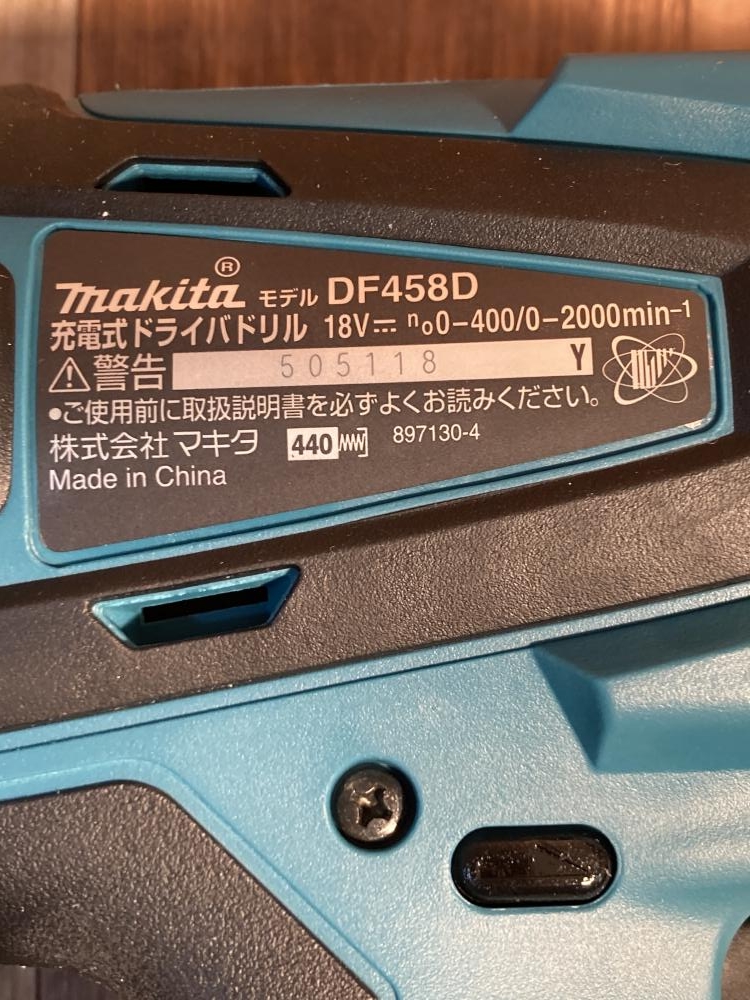 makita® モデル DF458D
充電式ドライバドリル 18V⎓ n₀0-400/0-2000min⁻¹
⚠警告 505118 Y
●ご使用前に取扱説明書を必ずよくお読みください。
株式会社マキタ 440 897130-4
Made in China